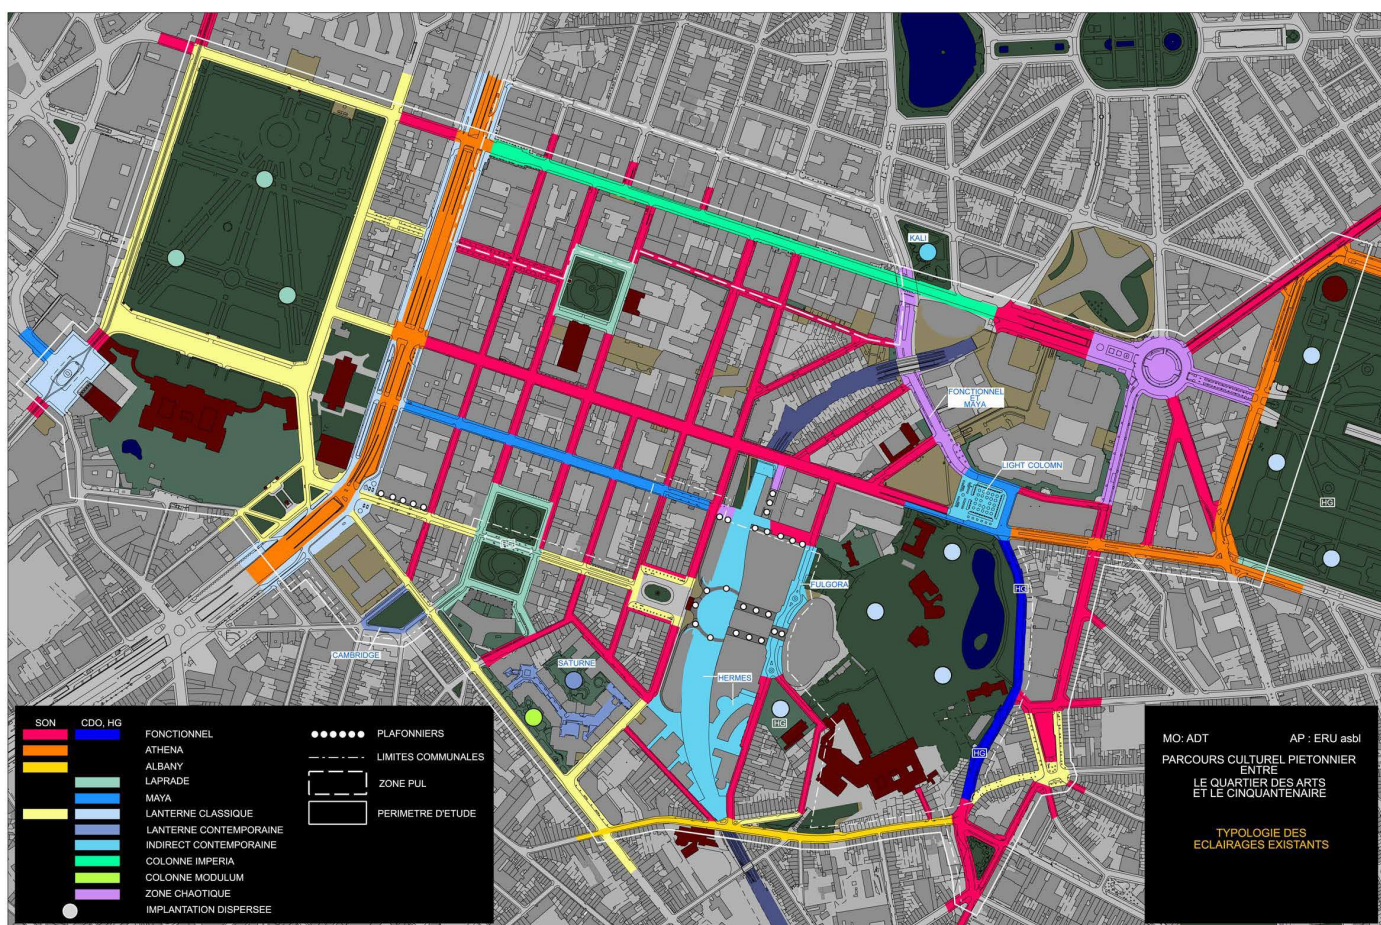 KALI
FONCTIONNEL
ET
MAYA
LIGHT COLOMN
HG
FULGORA
HG
CAMBRIDGE
SATURNE
HERMES
HG
HG
SON
CDO, HG
FONCTIONNEL
ATHENA
ALBANY
LAPRADE
MAYA
LANTERNE CLASSIQUE
LANTERNE CONTEMPORAINE
INDIRECT CONTEMPORAINE
COLONNE IMPERIA
COLONNE MODULUM
ZONE CHAOTIQUE
IMPLANTATION DISPERSEE
PLAFONNIERS
LIMITES COMMUNALES
ZONE PUL
PERIMETRE D'ETUDE
MO: ADT
AP : ERU asbl
PARCOURS CULTUREL PIETONNIER
ENTRE
LE QUARTIER DES ARTS
ET LE CINQUANTENAIRE
TYPOLOGIE DES
ECLAIRAGES EXISTANTS